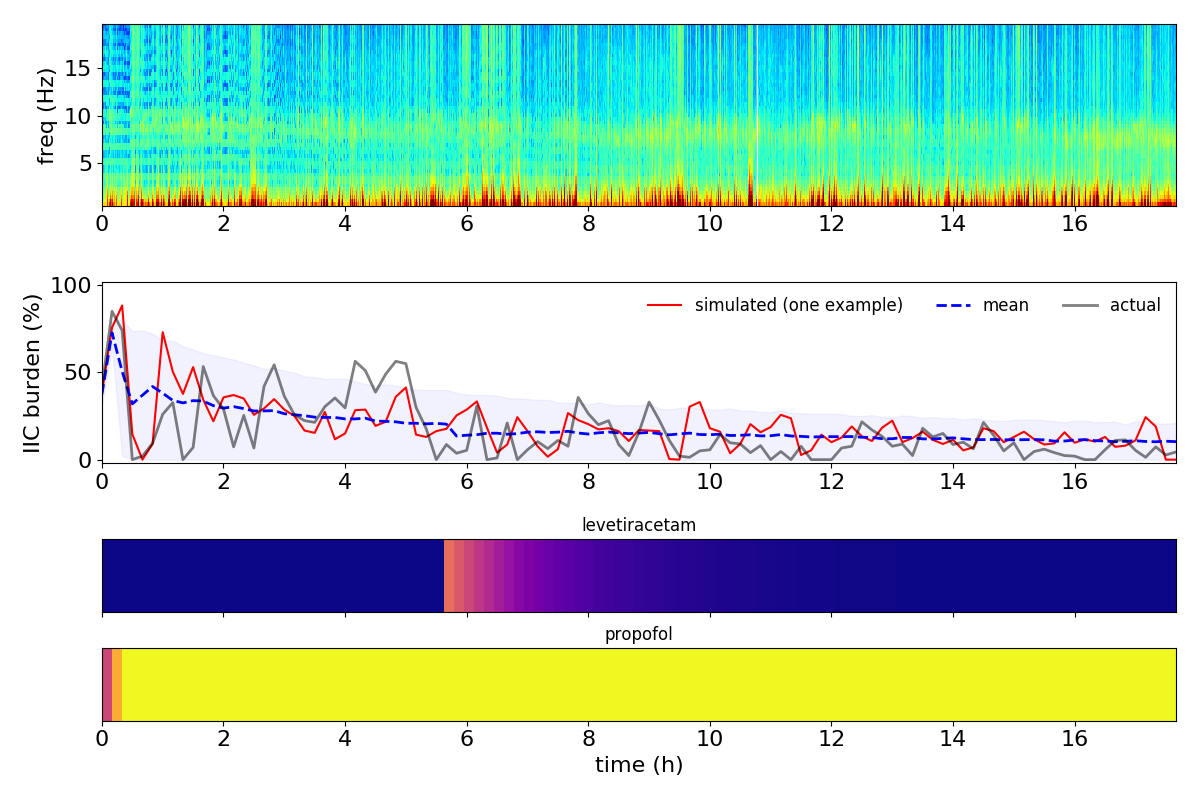 freq (Hz)
15
10
5
0 2 4 6 8 10 12 14 16
IIC burden (%)
100
50
0
simulated (one example) mean actual
0 2 4 6 8 10 12 14 16
levetiracetam
propofol
0 2 4 6 8 10 12 14 16
time (h)